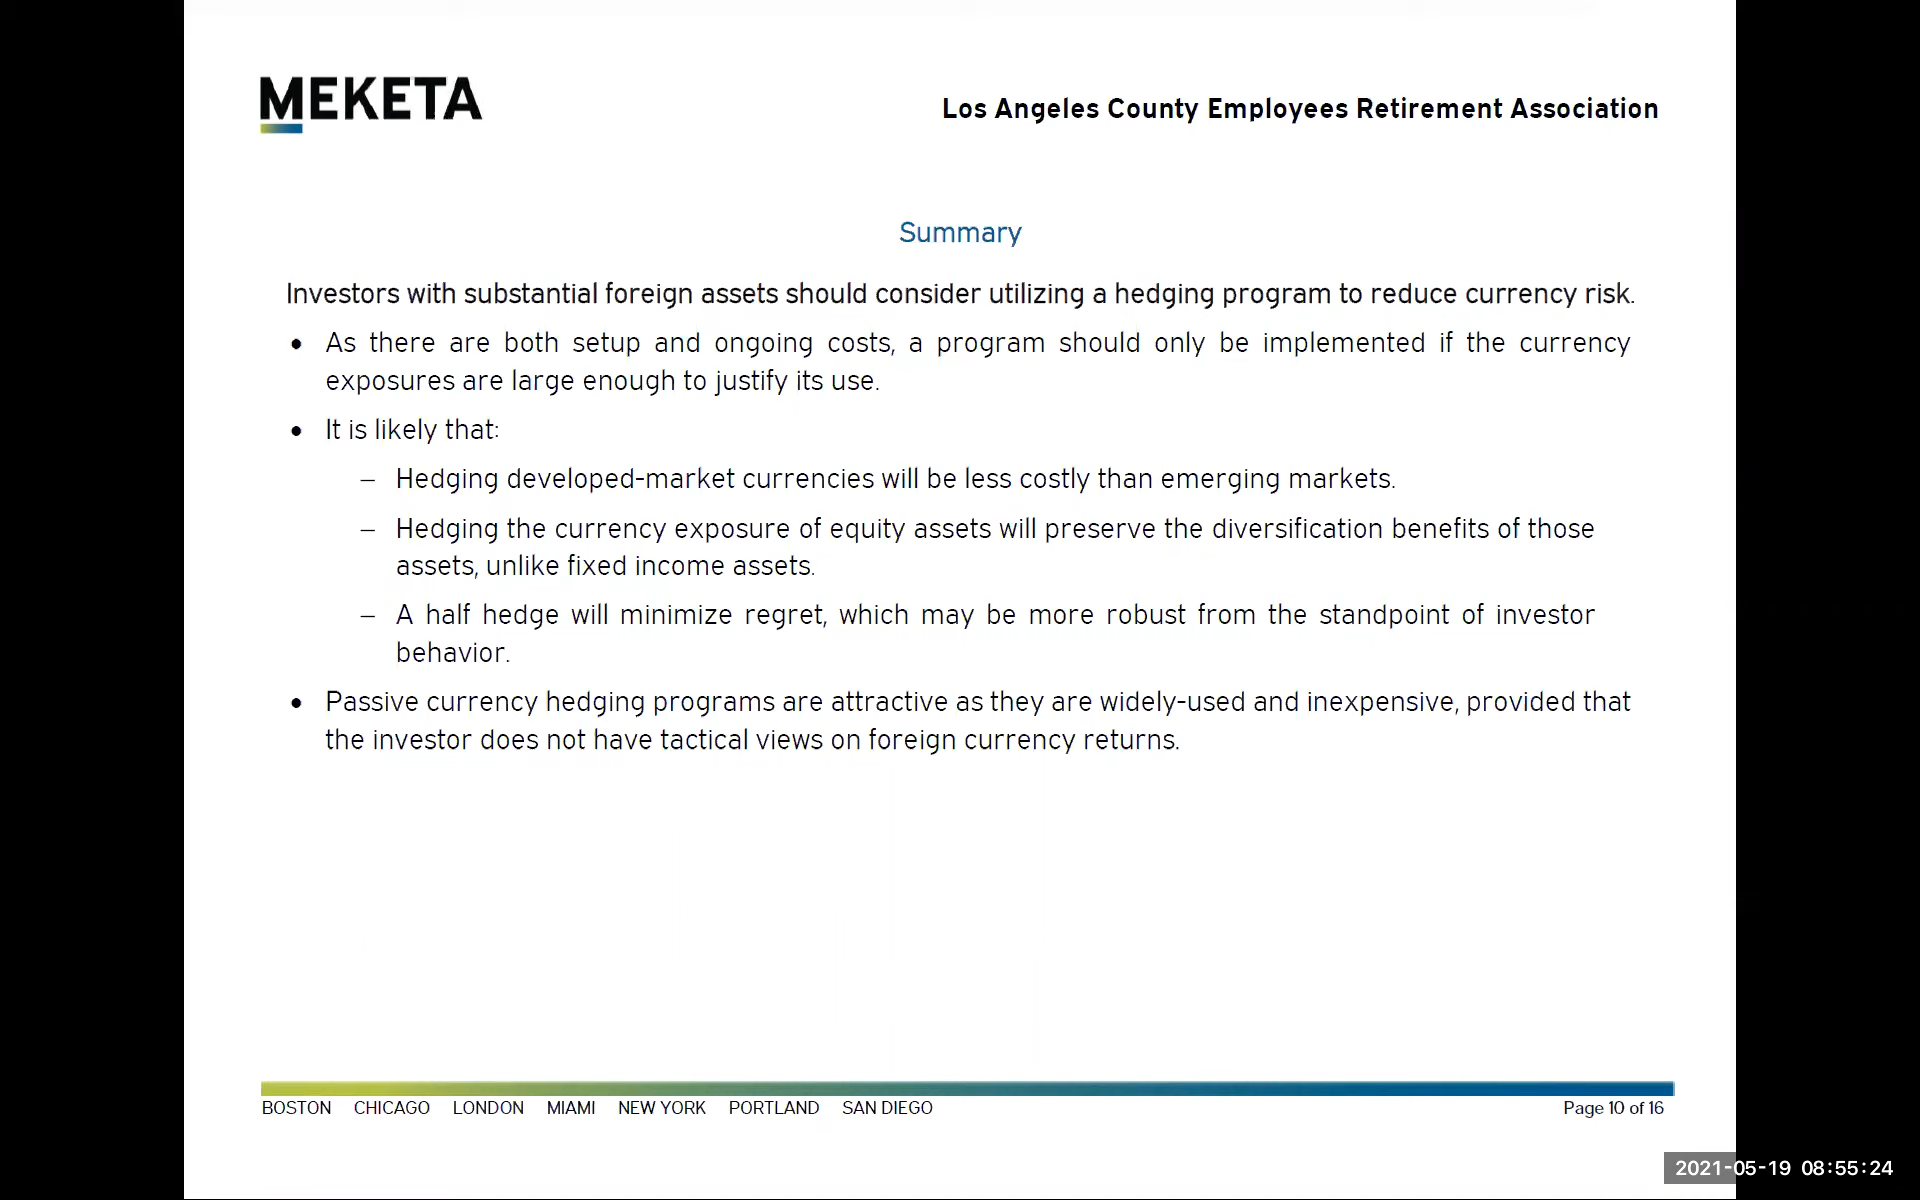 MEKETA
Los Angeles County Employees Retirement Association
Summary
Investors with substantial foreign assets should consider utilizing a hedging program to reduce currency risk.
• As there are both setup and ongoing costs, a program should only be implemented if the currency
exposures are large enough to justify its use.
• It is likely that:
– Hedging developed-market currencies will be less costly than emerging markets.
– Hedging the currency exposure of equity assets will preserve the diversification benefits of those
assets, unlike fixed income assets.
– A half hedge will minimize regret, which may be more robust from the standpoint of investor
behavior.
• Passive currency hedging programs are attractive as they are widely-used and inexpensive, provided that
the investor does not have tactical views on foreign currency returns.
BOSTON CHICAGO LONDON MIAMI NEW YORK PORTLAND SAN DIEGO
Page 10 of 16
2021-05-19 08:55:24